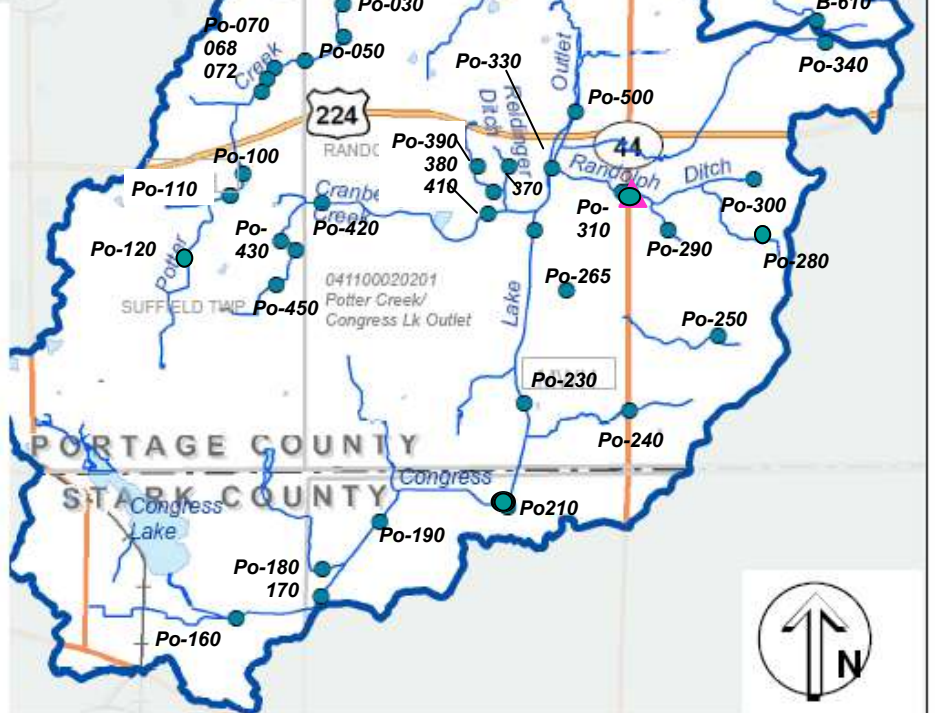 Po-030
B-610
Po-070
068
072
Po-050
Creek
Po-330
Outlet
Po-340
Po-500
224
44
Reidinger
Ditch
Po-390
380
410
370
Po-100
Po-110
Randolph Ditch
Creek
Po-420
Po-
430
Po-
310
Po-300
Po-290
Po-280
Po-120
Potter
Po-265
041100020201
Potter Creek/
Congress Lk Outlet
SUFFIELD TWP
Po-450
Lake
Po-250
Po-230
Po-240
PORTAGE COUNTY
STARK COUNTY
Congress
Congress
Lake
Po210
Po-190
Po-180
170
Po-160
N